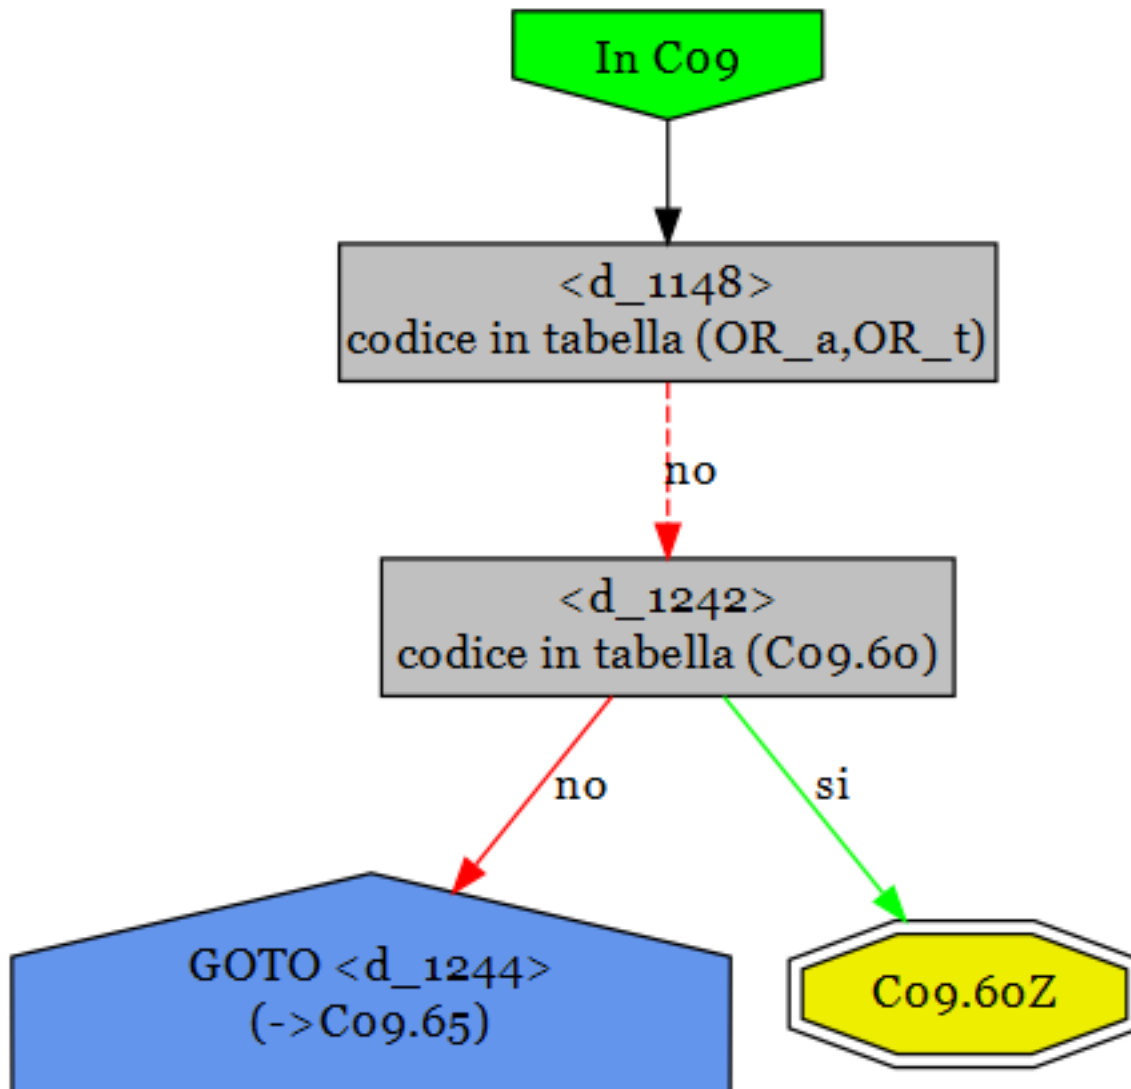 In C09
<d_1148>
codice in tabella (OR_a,OR_t)
no
<d_1242>
codice in tabella (C09.60)
no
si
GOTO <d_1244>
(->C09.65)
C09.60Z